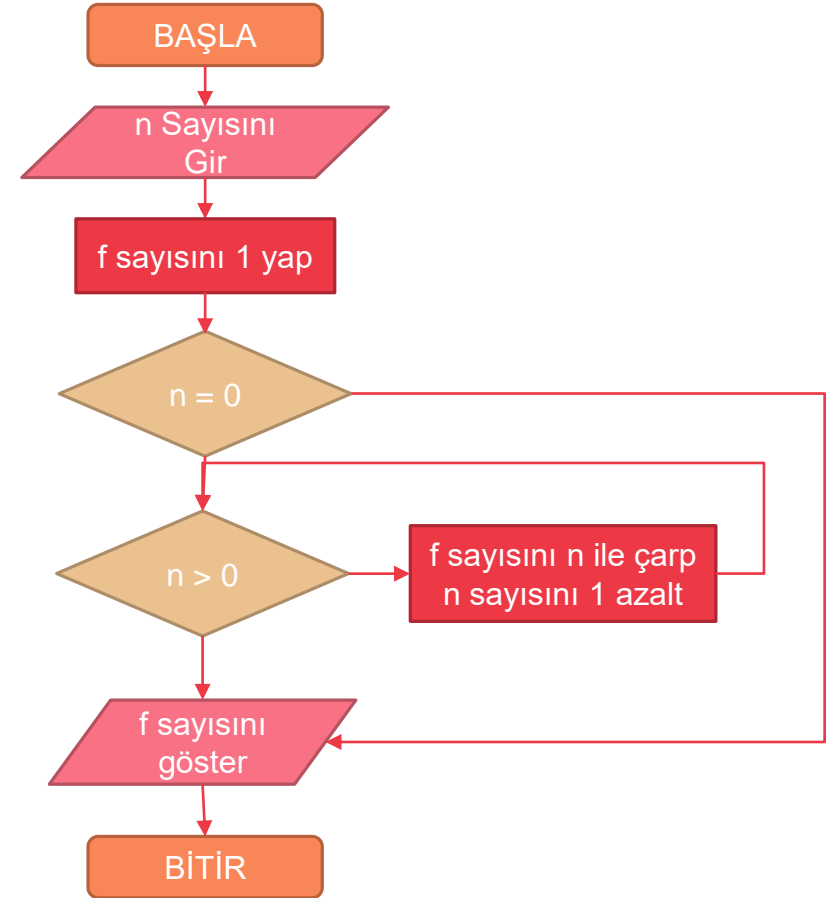 BAŞLA
n Sayısını
Gir
f sayısını 1 yap
n = 0
n > 0
f sayısını n ile çarp
n sayısını 1 azalt
f sayısını
göster
BİTİR